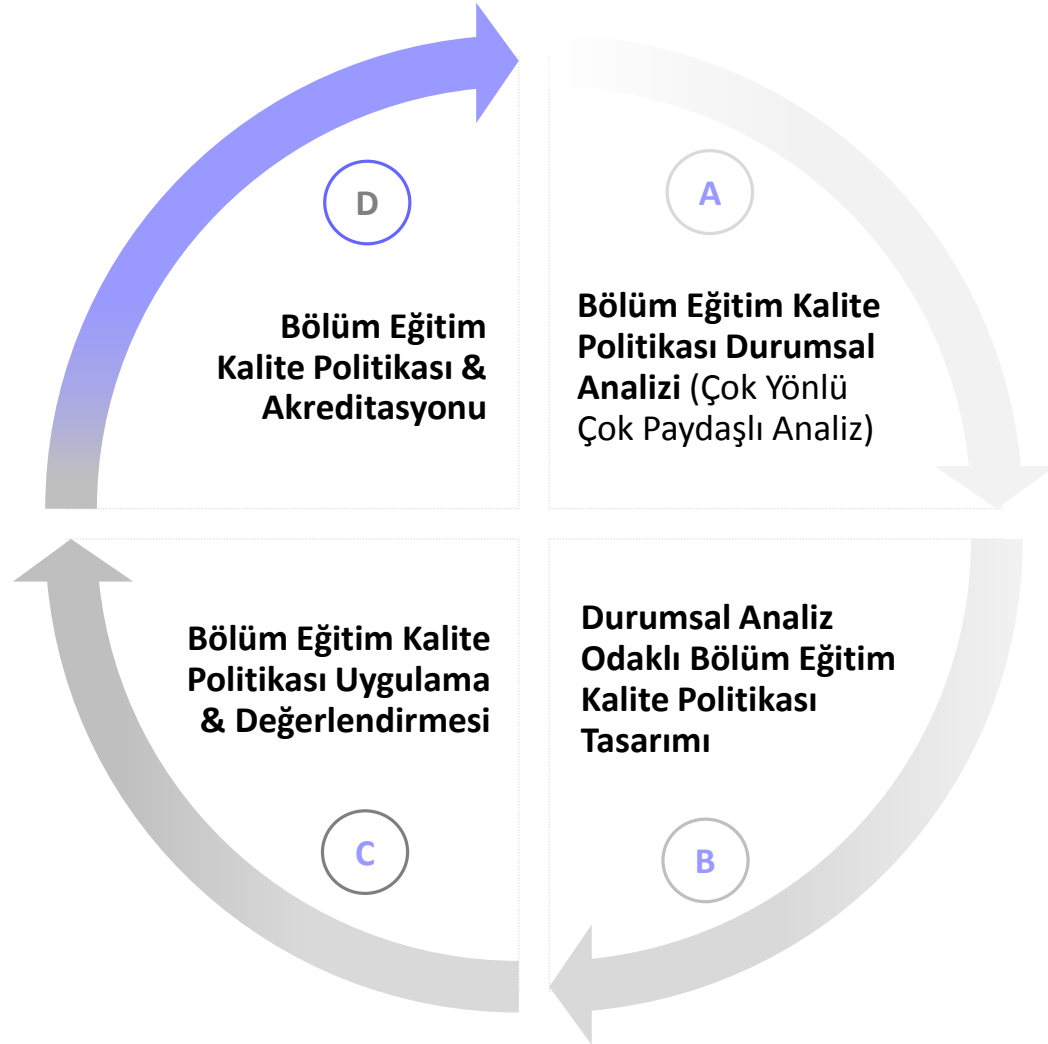 A
Bölüm Eğitim Kalite
Politikası Durumsal
Analizi (Çok Yönlü
Çok Paydaşlı Analiz)
B
Durumsal Analiz
Odaklı Bölüm Eğitim
Kalite Politikası
Tasarımı
C
Bölüm Eğitim Kalite
Politikası Uygulama
& Değerlendirmesi
D
Bölüm Eğitim
Kalite Politikası &
Akreditasyonu